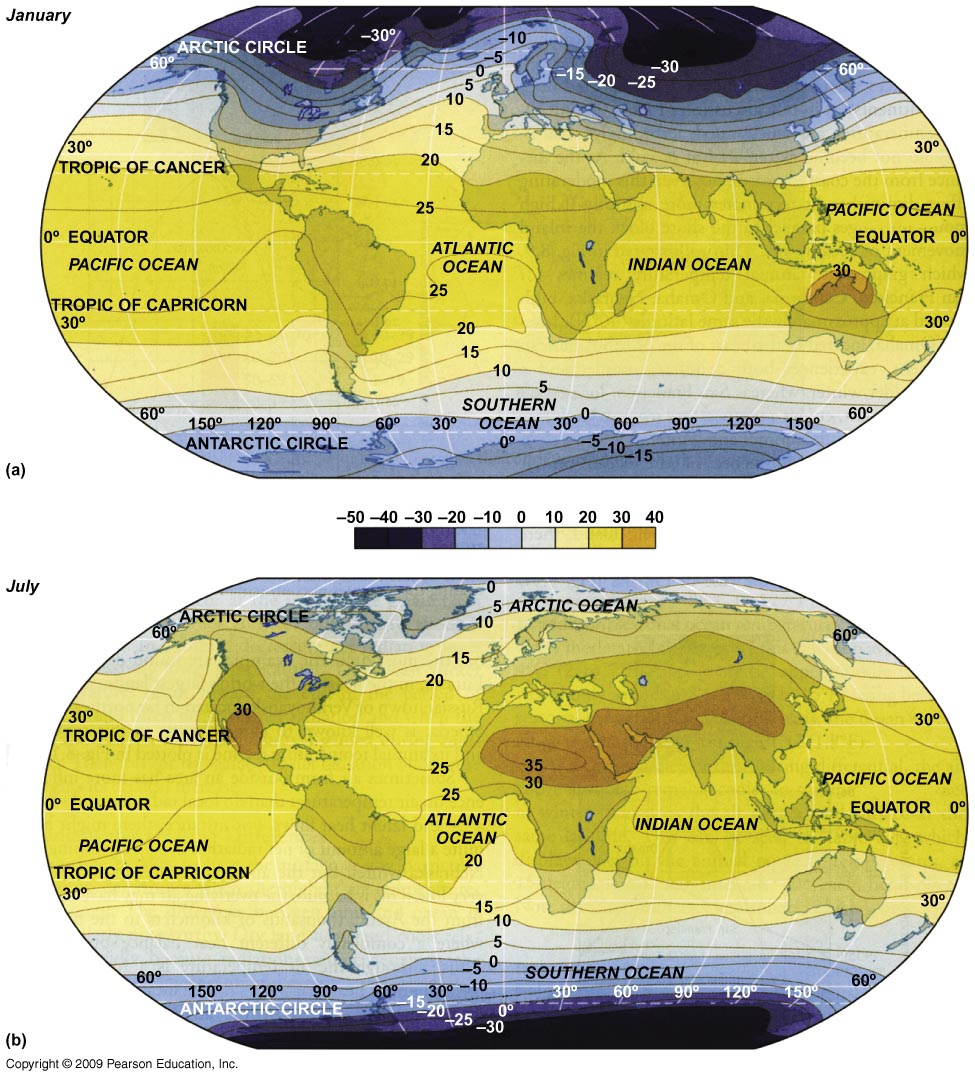 January
ARCTIC CIRCLE
–30º
–10
–5
0
5
10
15
20
25
–15
–20
–25
–30
60º
60º
30º
30º
TROPIC OF CANCER
PACIFIC OCEAN
0º EQUATOR
EQUATOR 0º
PACIFIC OCEAN
ATLANTIC
OCEAN
INDIAN OCEAN
30
25
TROPIC OF CAPRICORN
30º
30º
20
15
10
5
SOUTHERN
OCEAN
0
60º
60º
150º 120º 90º 60º 30º 0º 30º 60º 90º 120º 150º
ANTARCTIC CIRCLE
–5
–10
–15
(a)
–50 –40 –30 –20 –10 0 10 20 30 40
July
0
5
10
15
20
ARCTIC OCEAN
ARCTIC CIRCLE
60º
60º
30
30º
30º
TROPIC OF CANCER
25
35
30
25
PACIFIC OCEAN
0º EQUATOR
EQUATOR 0º
ATLANTIC
OCEAN
INDIAN OCEAN
PACIFIC OCEAN
20
TROPIC OF CAPRICORN
30º
30º
15
10
5
0
–5
–10
SOUTHERN OCEAN
60º
60º
150º 120º 90º 60º 30º 0º 30º 60º 90º 120º 150º
ANTARCTIC CIRCLE
–15
–20
–25
–30
(b)
Copyright © 2009 Pearson Education, Inc.